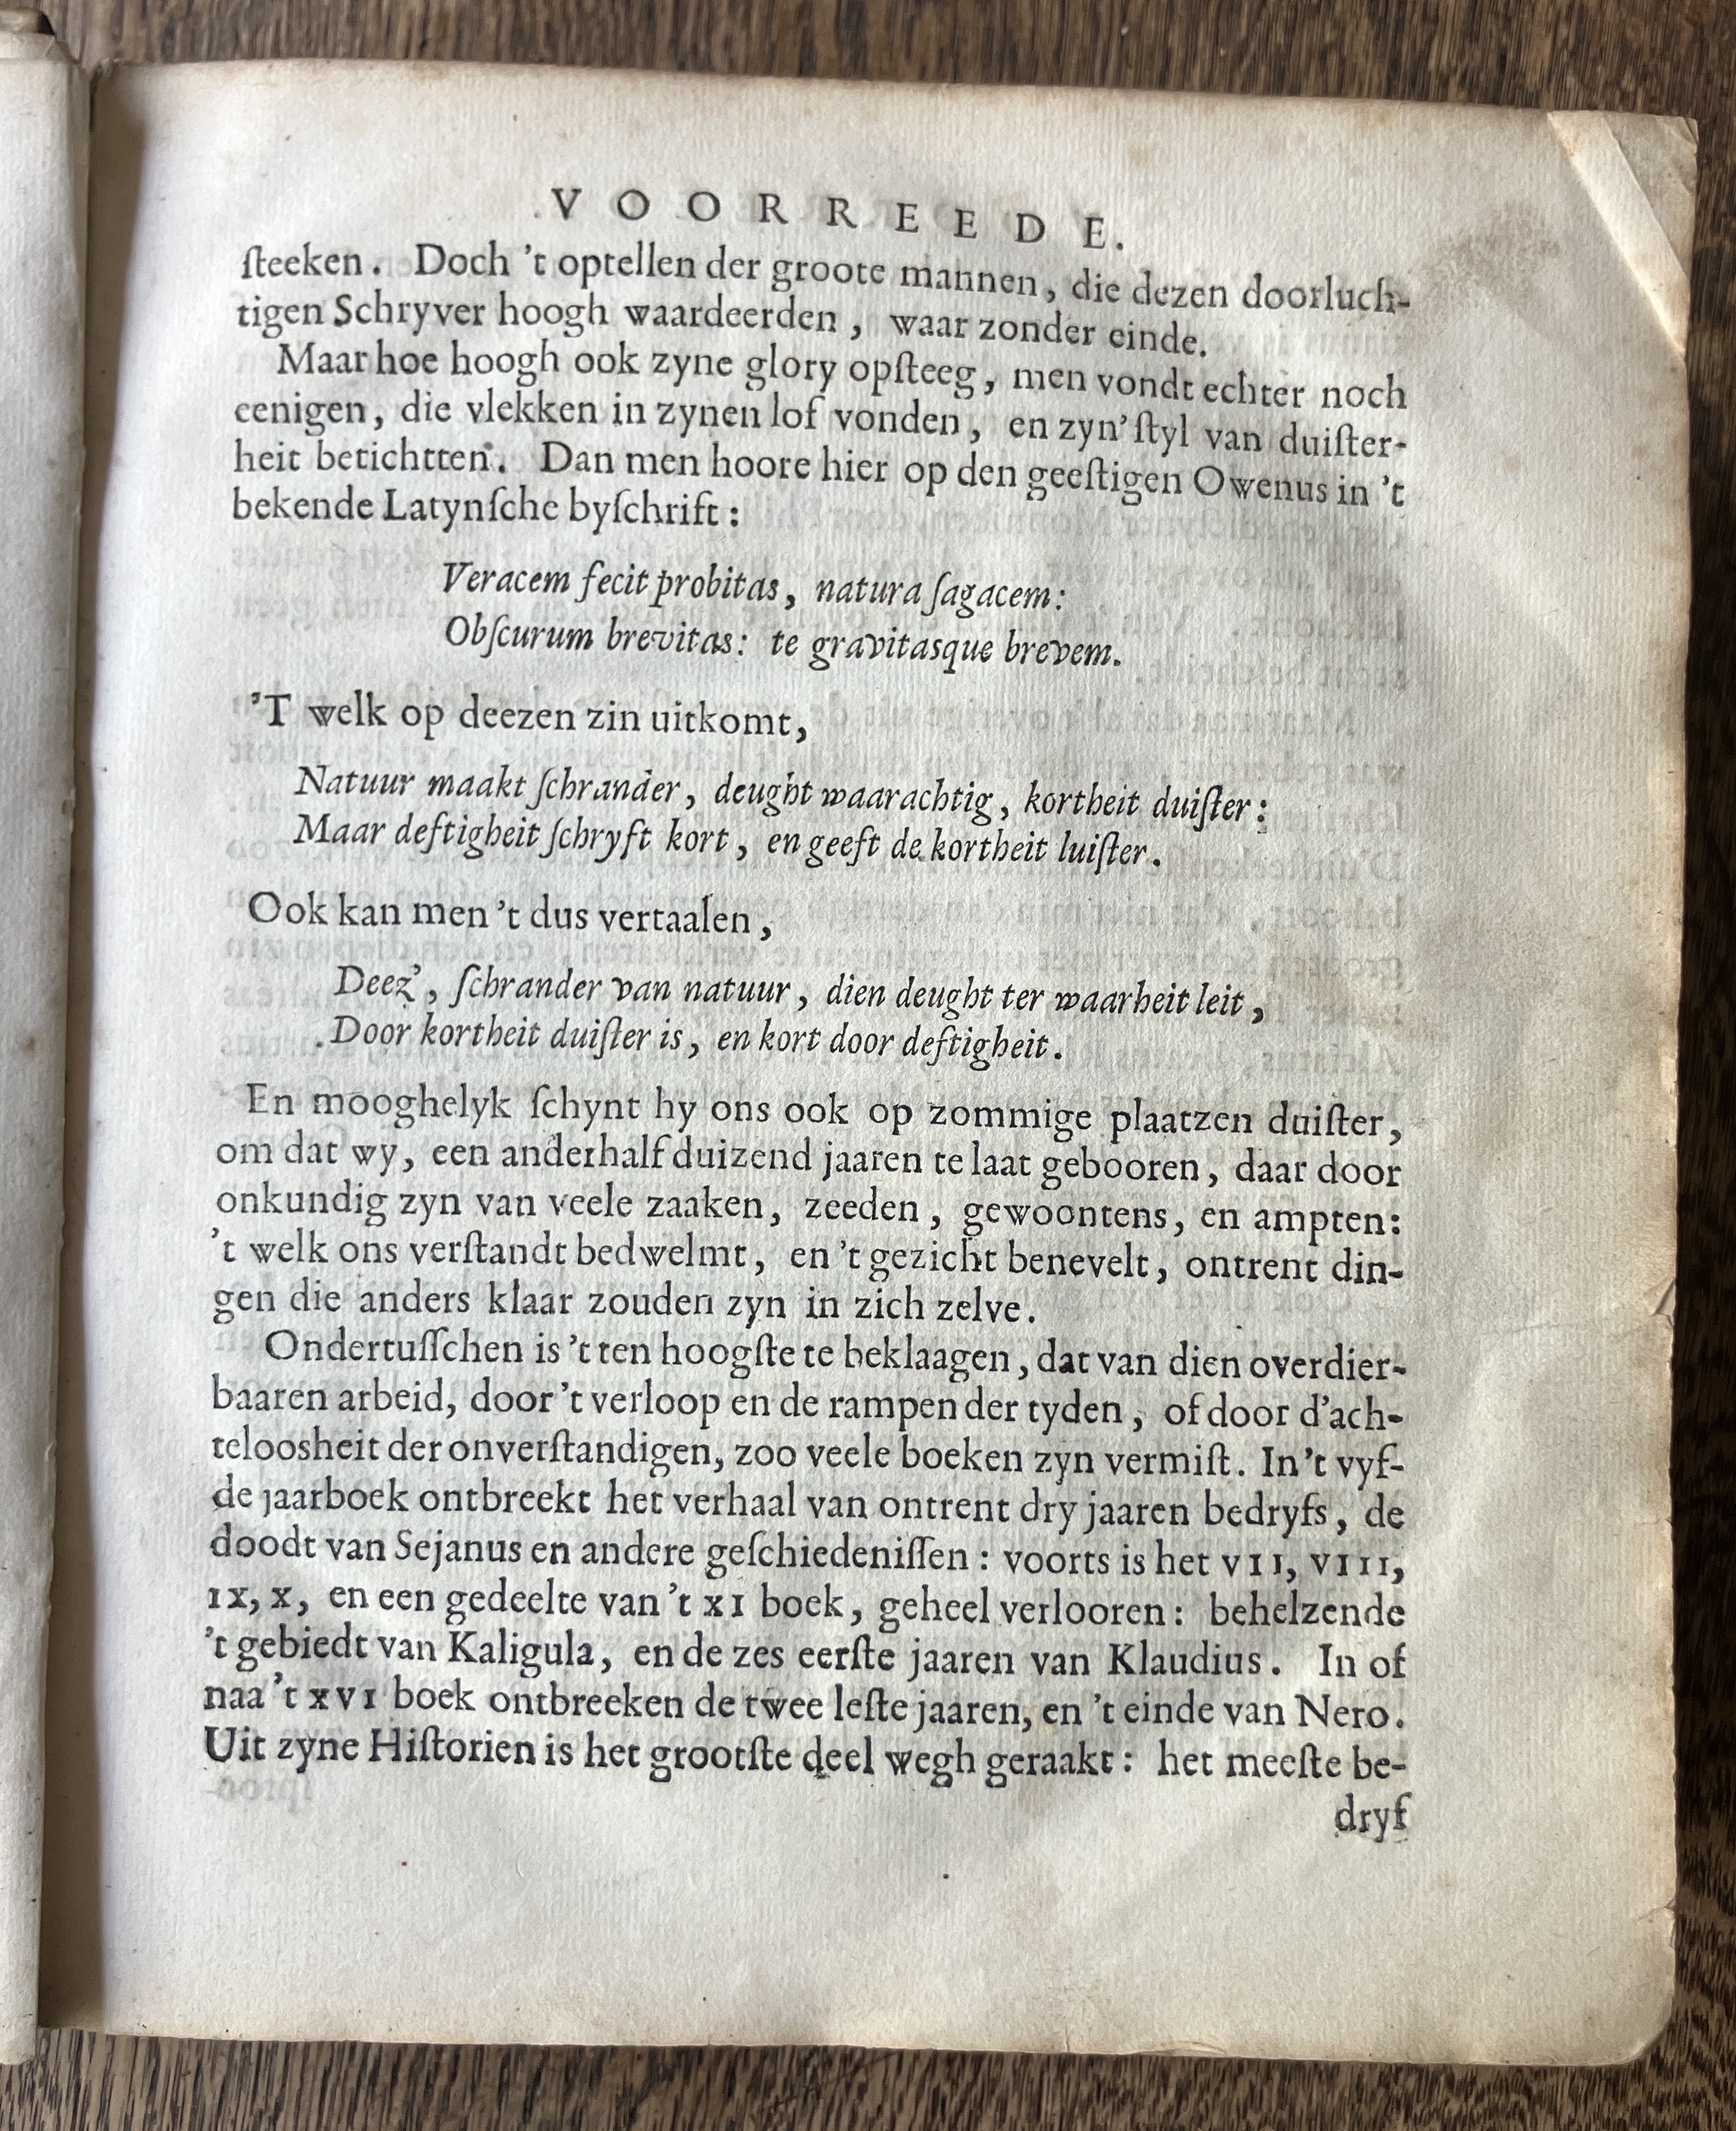 VOORREEDE.
ſteeken. Doch 't optellen der groote mannen, die dezen doorluch-
tigen Schryver hoogh waardeerden, waar zonder einde.
Maar hoe hoogh ook zyne glory opſteeg, men vondt echter noch
eenigen, die vlekken in zynen lof vonden, en zyn' ſtyl van duiſter-
heit betichtten. Dan men hoore hier op den geeſtigen Owenus in 't
bekende Latynſche byſchrift:
Veracem fecit probitas, natura ſagacem:
Obſcurum brevitas: te gravitasque brevem.
'T welk op deezen zin uitkomt,
Natuur maakt ſchrander, deught waarachtig, kortheit duiſter:
Maar deftigheit ſchryft kort, en geeft de kortheit luiſter.
Ook kan men 't dus vertaalen,
Deez', ſchrander van natuur, dien deught ter waarheit leit,
Door kortheit duiſter is, en kort door deftigheit.
En mooghelyk ſchynt hy ons ook op zommige plaatzen duiſter,
om dat wy, een anderhalf duizend jaaren te laat gebooren, daar door
onkundig zyn van veele zaaken, zeeden, gewoontens, en ampten:
't welk ons verſtandt bedwelmt, en 't gezicht benevelt, ontrent din-
gen die anders klaar zouden zyn in zich zelve.
Ondertuſſchen is 't ten hoogſte te beklaagen, dat van dien overdier-
baaren arbeid, door 't verloop en de rampen der tyden, of door d'ach-
teloosheit der onverſtandigen, zoo veele boeken zyn vermiſt. In 't vyf-
de jaarboek ontbreekt het verhaal van ontrent dry jaaren bedryfs, de
doodt van Sejanus en andere geſchiedeniſſen: voorts is het VII, VIII,
IX, X, en een gedeelte van 't XI boek, geheel verlooren: behelzende
't gebiedt van Kaligula, en de zes eerſte jaaren van Klaudius. In of
naa 't XVI boek ontbreeken de twee leſte jaaren, en 't einde van Nero.
Uit zyne Hiſtorien is het grootſte deel wegh geraakt: het meeſte be-
dryf